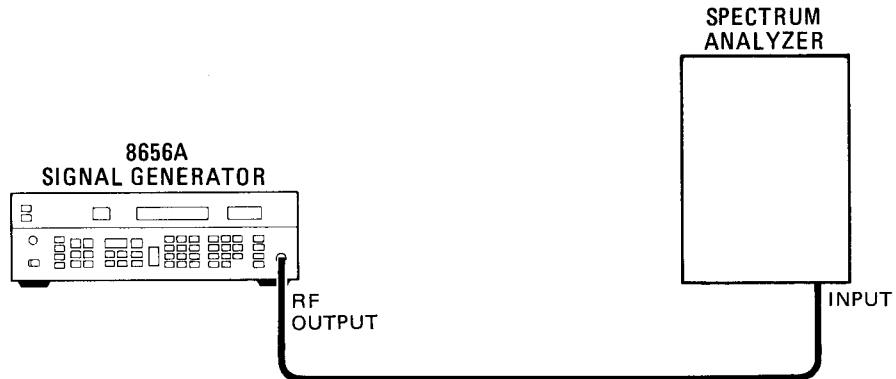 SPECTRUM
ANALYZER
8656A
SIGNAL GENERATOR
RF
OUTPUT
INPUT